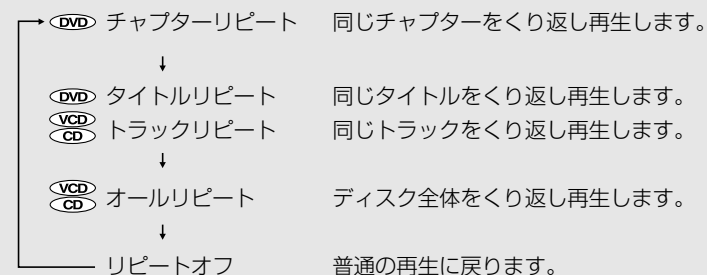 DVD チャプターリピート 同じチャプターをくり返し再生します。
DVD タイトルリピート 同じタイトルをくり返し再生します。
VCD
CD トラックリピート 同じトラックをくり返し再生します。
VCD
CD オールリピート ディスク全体をくり返し再生します。
リピートオフ 普通の再生に戻ります。